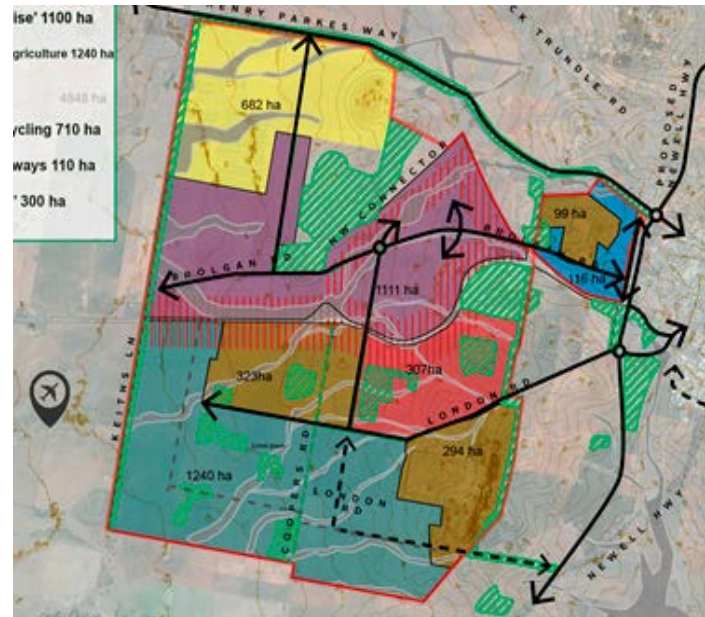 ise' 1100 ha
griculture 1240 ha
4848 ha
ycling 710 ha
ways 110 ha
' 300 ha
HENRY PARKES WAY
CK TRUNDLE RD
PROPOSED
NEWELL HWY
682 ha
NW CONNECTOR
99 ha
BROLGAN RD
BRO
116 ha
1111 ha
KEITHS LN
323ha
307ha
LONDON RD
294 ha
1240 ha
COOPERS RD
LONDON
RD
NEWELL HWY